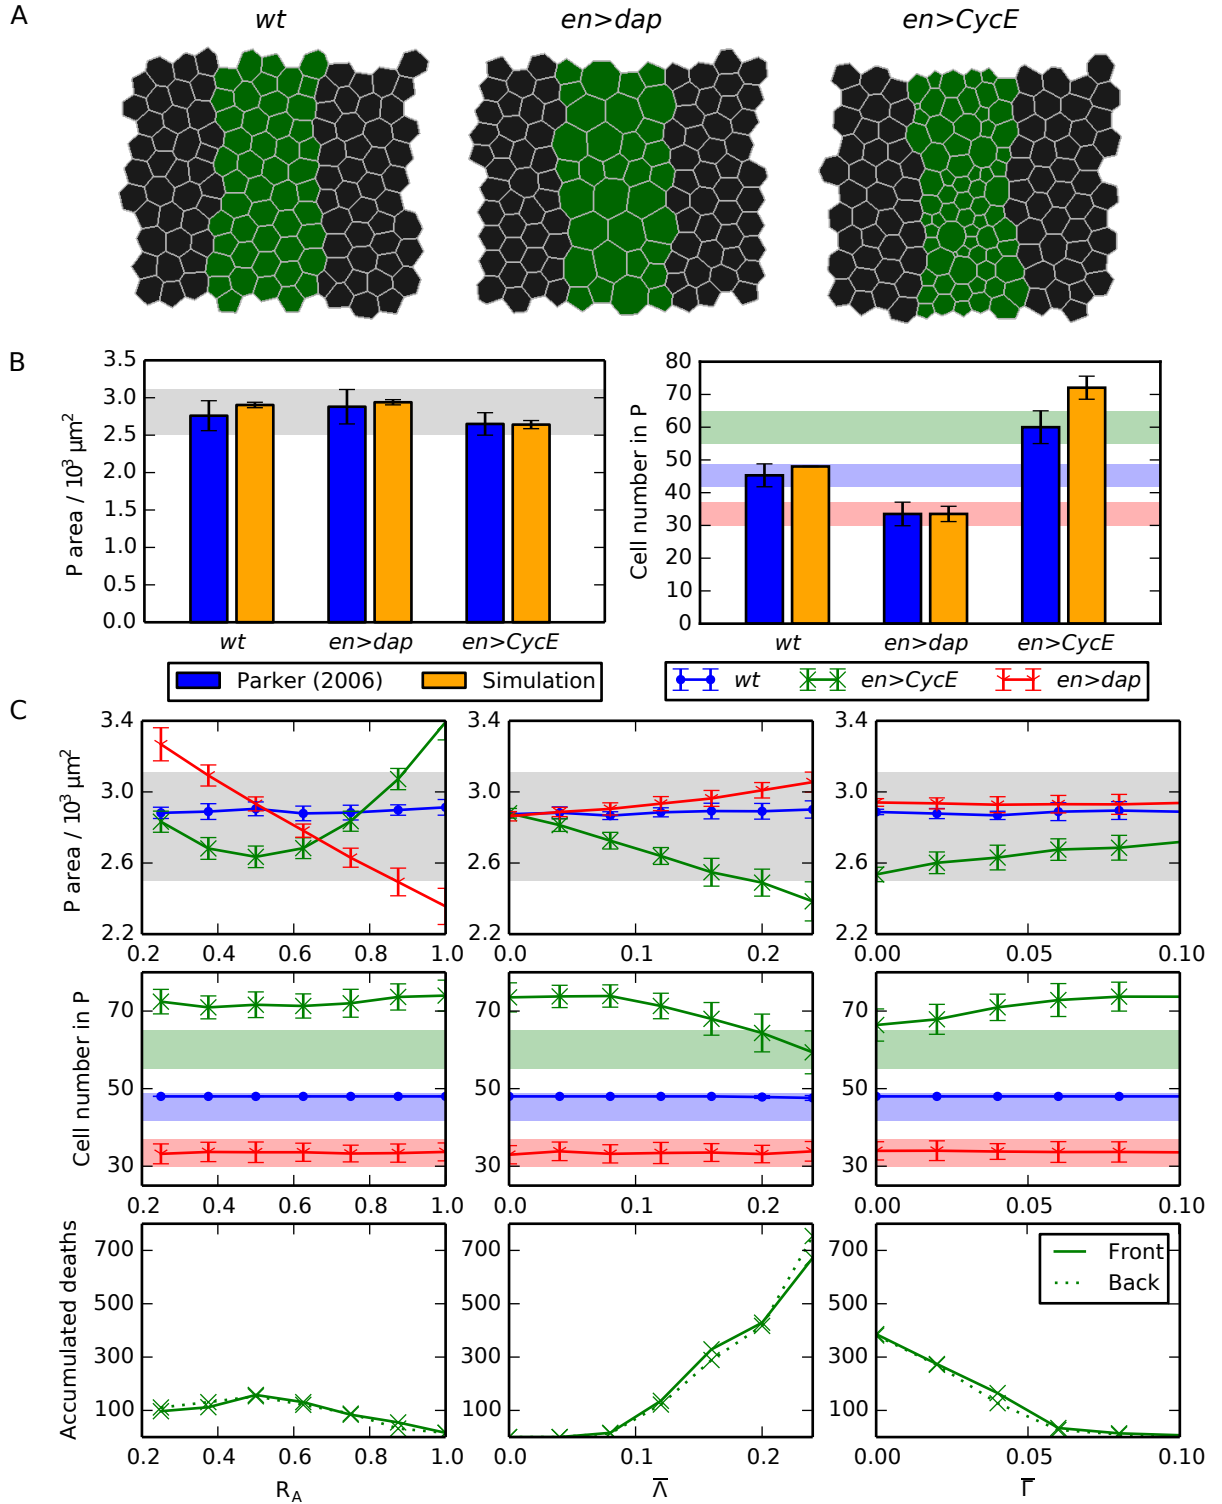 A
wt
en>dap
en>CycE
B
P area / 10³ μm²
3.5
3.0
2.5
2.0
1.5
1.0
0.5
0.0
wt
en>dap
en>CycE
Parker (2006)
Simulation
Cell number in P
80
70
60
50
40
30
20
10
0
wt
en>dap
en>CycE
wt
en>CycE
en>dap
C
P area / 10³ μm²
3.4
3.0
2.6
2.2
0.2 0.4 0.6 0.8 1.0
3.4
3.0
2.6
2.2
0.0 0.1 0.2
3.4
3.0
2.6
2.2
0.00 0.05 0.10
Cell number in P
70
50
30
0.2 0.4 0.6 0.8 1.0
70
50
30
0.0 0.1 0.2
70
50
30
0.00 0.05 0.10
Accumulated deaths
700
500
300
100
0.2 0.4 0.6 0.8 1.0
R_A
700
500
300
100
0.0 0.1 0.2
Λ̅
700
500
300
100
Front
Back
0.00 0.05 0.10
Γ̅